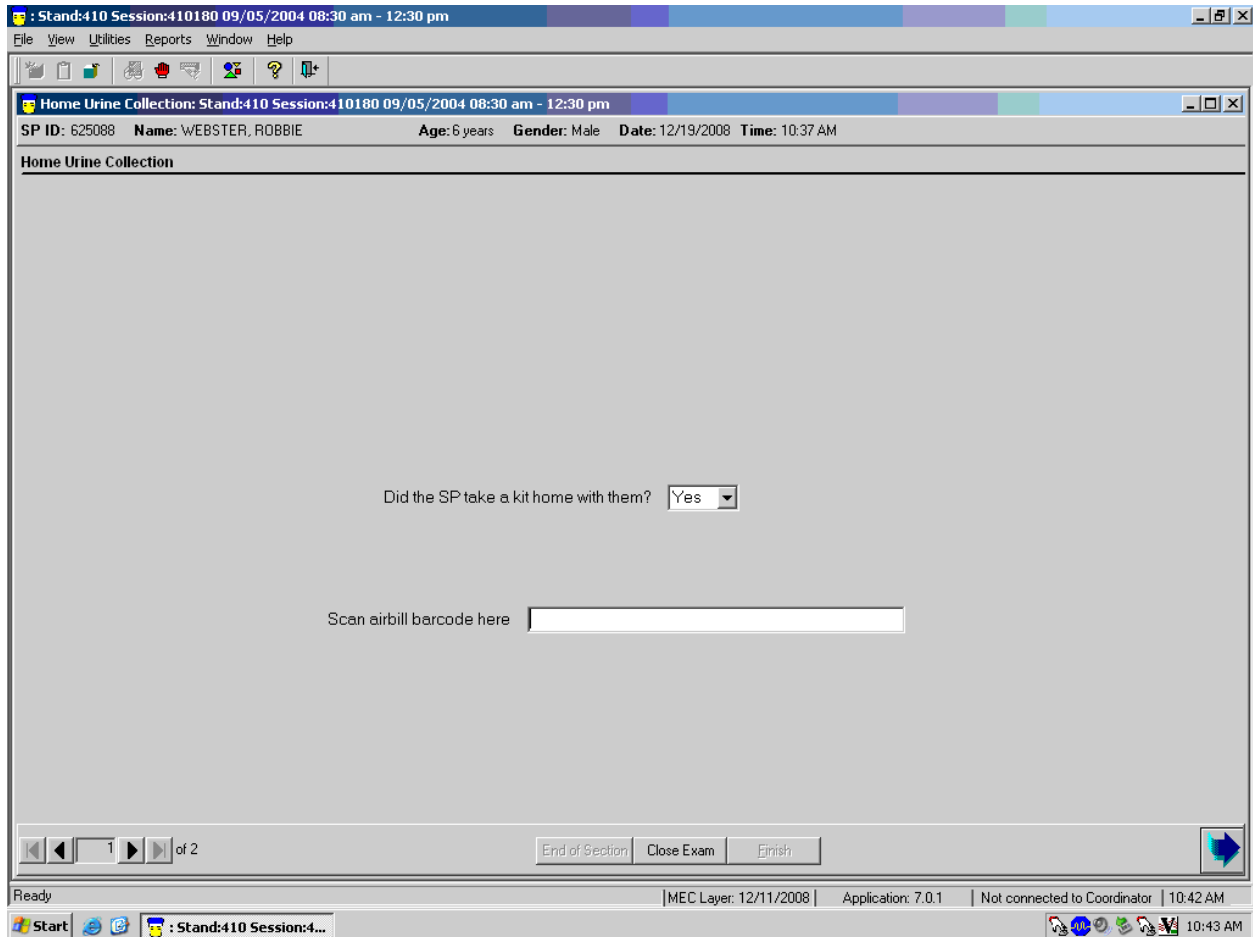 : Stand:410 Session:410180 09/05/2004 08:30 am - 12:30 pm
File View Utilities Reports Window Help
Home Urine Collection: Stand:410 Session:410180 09/05/2004 08:30 am - 12:30 pm
SP ID: 625088 Name: WEBSTER, ROBBIE Age: 6 years Gender: Male Date: 12/19/2008 Time: 10:37 AM
Home Urine Collection
Did the SP take a kit home with them? Yes
Scan airbill barcode here
1 of 2 End of Section Close Exam Finish
Ready MEC Layer: 12/11/2008 Application: 7.0.1 Not connected to Coordinator 10:42 AM
Start : Stand:410 Session:4... 10:43 AM